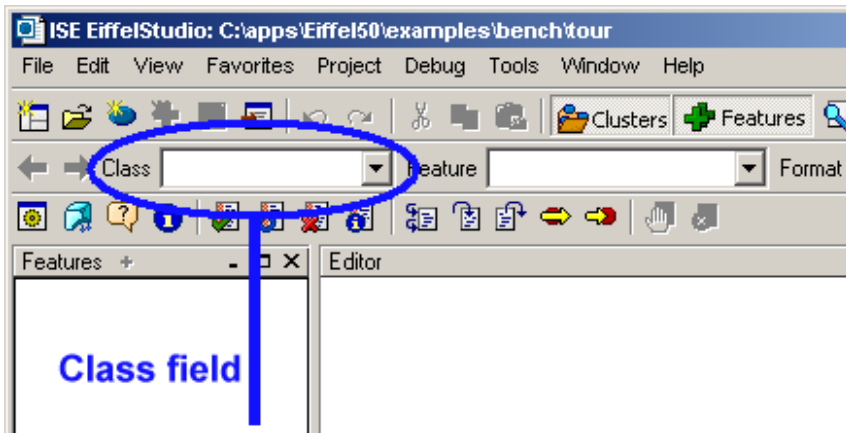 ISE EiffelStudio: C:\apps\Eiffel50\examples\bench\tour
File Edit View Favorites Project Debug Tools Window Help
Clusters Features
Class Feature Format
Features Editor
Class field